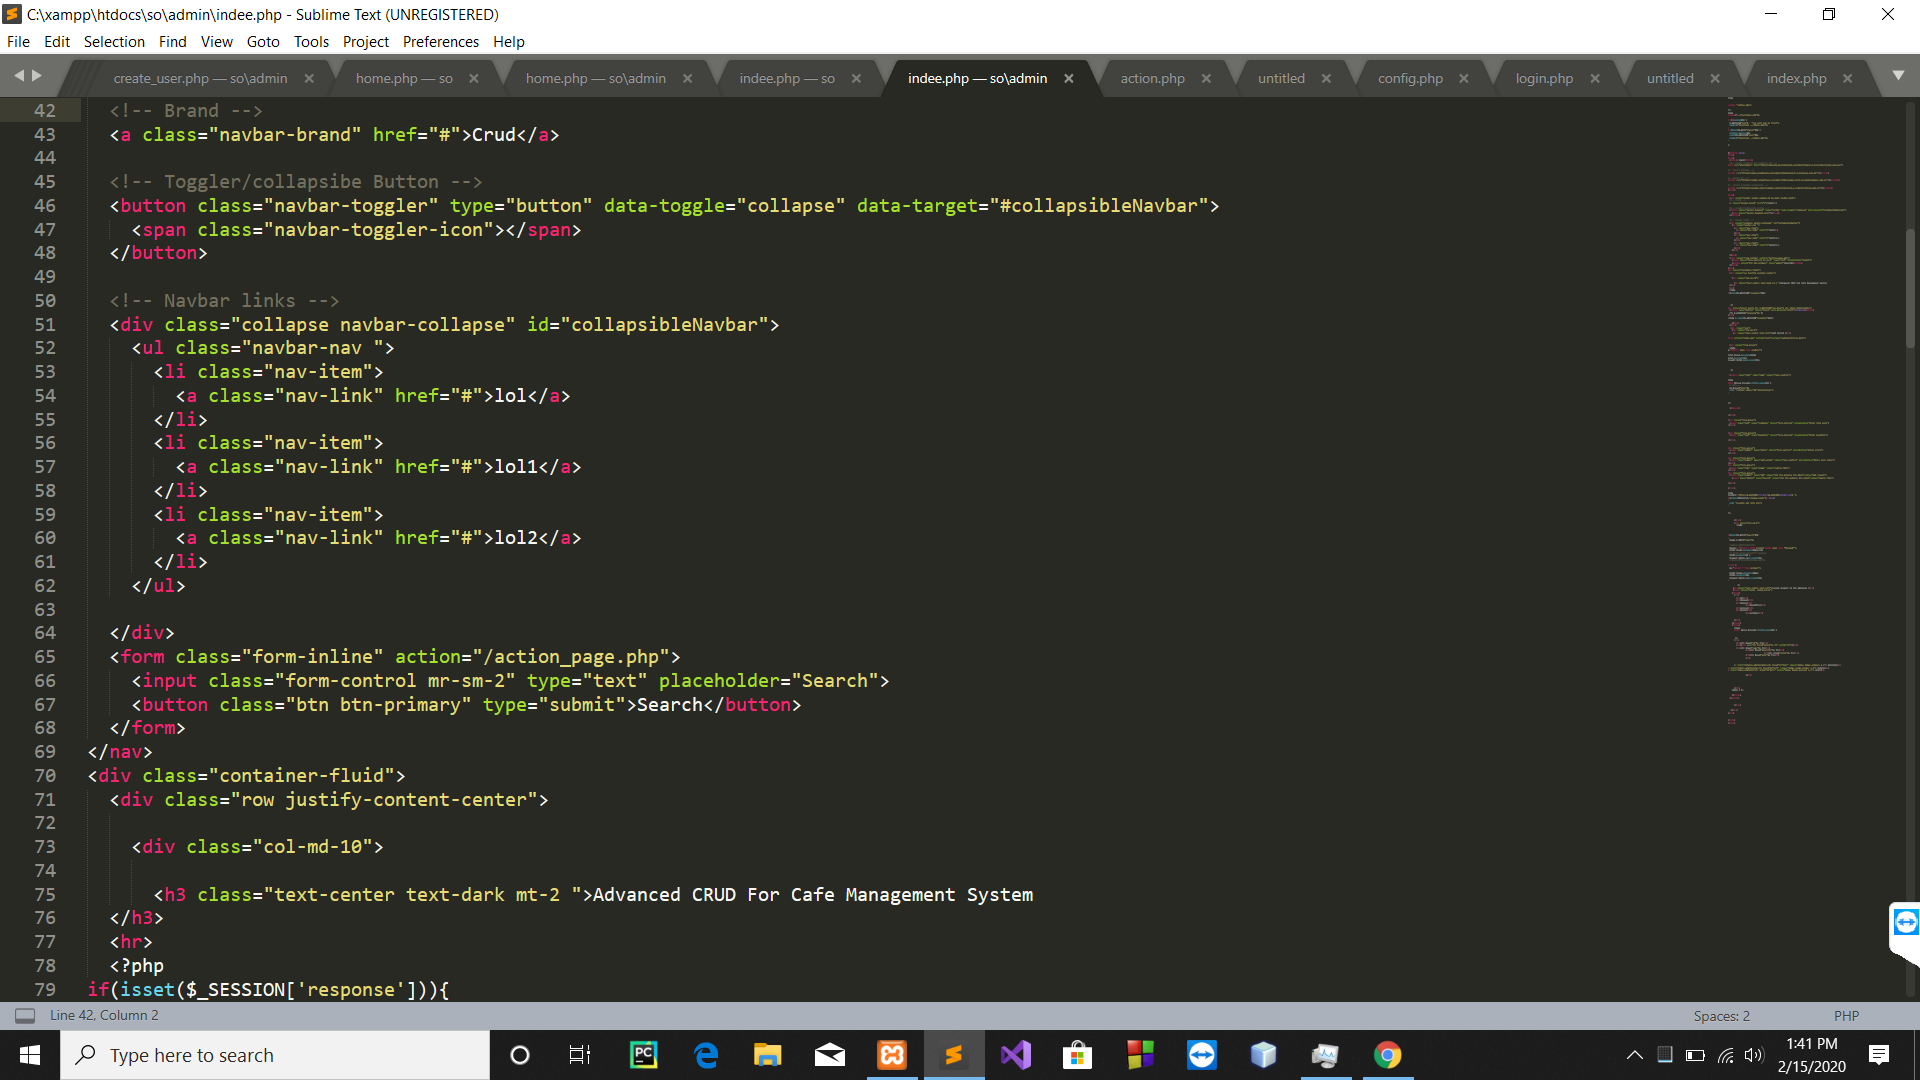 C:\xampp\htdocs\so\admin\indee.php - Sublime Text (UNREGISTERED)
File Edit Selection Find View Goto Tools Project Preferences Help
create_user.php — so\admin × home.php — so × home.php — so\admin × indee.php — so × indee.php — so\admin × action.php × untitled × config.php × login.php × untitled × index.php ×
42 <!-- Brand -->
43 <a class="navbar-brand" href="#">Crud</a>
44
45 <!-- Toggler/collapsibe Button -->
46 <button class="navbar-toggler" type="button" data-toggle="collapse" data-target="#collapsibleNavbar">
47 <span class="navbar-toggler-icon"></span>
48 </button>
49
50 <!-- Navbar links -->
51 <div class="collapse navbar-collapse" id="collapsibleNavbar">
52 <ul class="navbar-nav ">
53 <li class="nav-item">
54 <a class="nav-link" href="#">lol</a>
55 </li>
56 <li class="nav-item">
57 <a class="nav-link" href="#">lol1</a>
58 </li>
59 <li class="nav-item">
60 <a class="nav-link" href="#">lol2</a>
61 </li>
62 </ul>
63
64 </div>
65 <form class="form-inline" action="/action_page.php">
66 <input class="form-control mr-sm-2" type="text" placeholder="Search">
67 <button class="btn btn-primary" type="submit">Search</button>
68 </form>
69 </nav>
70 <div class="container-fluid">
71 <div class="row justify-content-center">
72
73 <div class="col-md-10">
74
75 <h3 class="text-center text-dark mt-2 ">Advanced CRUD For Cafe Management System
76 </h3>
77 <hr>
78 <?php
79 if(isset($_SESSION['response'])){
Line 42, Column 2 Spaces: 2 PHP
Type here to search
PC
1:41 PM
2/15/2020